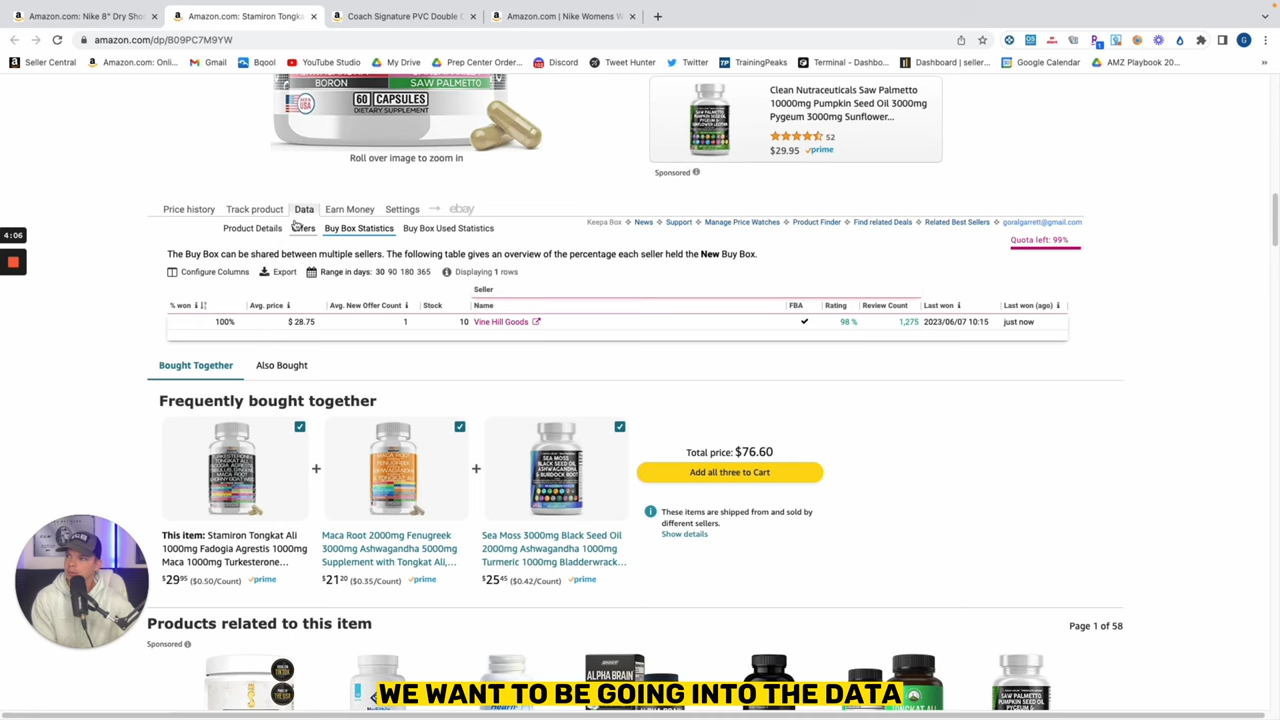 Amazon.com: Nike 8" Dry Sho
Amazon.com: Stamiron Tongka
Coach Signature PVC Double
Amazon.com | Nike Womens W
amazon.com/dp/B09PC7M9YW
Seller Central
Amazon.com: Onli...
Gmail
Bqool
YouTube Studio
My Drive
Prep Center Order...
Discord
Tweet Hunter
Twitter
TrainingPeaks
Terminal - Dashbo...
Dashboard | seller...
Google Calendar
AMZ Playbook 20...
BORON
SAW PALMETTO
60 CAPSULES
DIETARY SUPPLEMENT
Roll over image to zoom in
Clean Nutraceuticals Saw Palmetto
10000mg Pumpkin Seed Oil 3000mg
Pygeum 3000mg Sunflower...
52
$29.95 prime
Sponsored
Price history Track product Data Earn Money Settings ebay
Keepa Box News Support Manage Price Watches Product Finder Find related Deals Related Best Sellers goralgarrett@gmail.com
Product Details Offers Buy Box Statistics Buy Box Used Statistics
Quota left: 99%
4:06
The Buy Box can be shared between multiple sellers. The following table gives an overview of the percentage each seller held the New Buy Box.
Configure Columns Export Range in days: 30 90 180 365 Displaying 1 rows
Seller
% won Avg. price Avg. New Offer Count Stock Name FBA Rating Review Count Last won Last won (ago)
100% $ 28.75 1 10 Vine Hill Goods 98 % 1,275 2023/06/07 10:15 just now
Bought Together Also Bought
Frequently bought together
Total price: $76.60
Add all three to Cart
These items are shipped from and sold by
different sellers.
Show details
This item: Stamiron Tongkat Ali
1000mg Fadogia Agrestis 1000mg
Maca 1000mg Turkesterone...
$2995 ($0.50/Count) prime
Maca Root 2000mg Fenugreek
3000mg Ashwagandha 5000mg
Supplement with Tongkat Ali,...
$2120 ($0.35/Count) prime
Sea Moss 3000mg Black Seed Oil
2000mg Ashwagandha 1000mg
Turmeric 1000mg Bladderwrack...
$2545 ($0.42/Count) prime
Products related to this item
Page 1 of 58
Sponsored
ALPHA BRAIN
WE WANT TO BE GOING INTO THE DATA